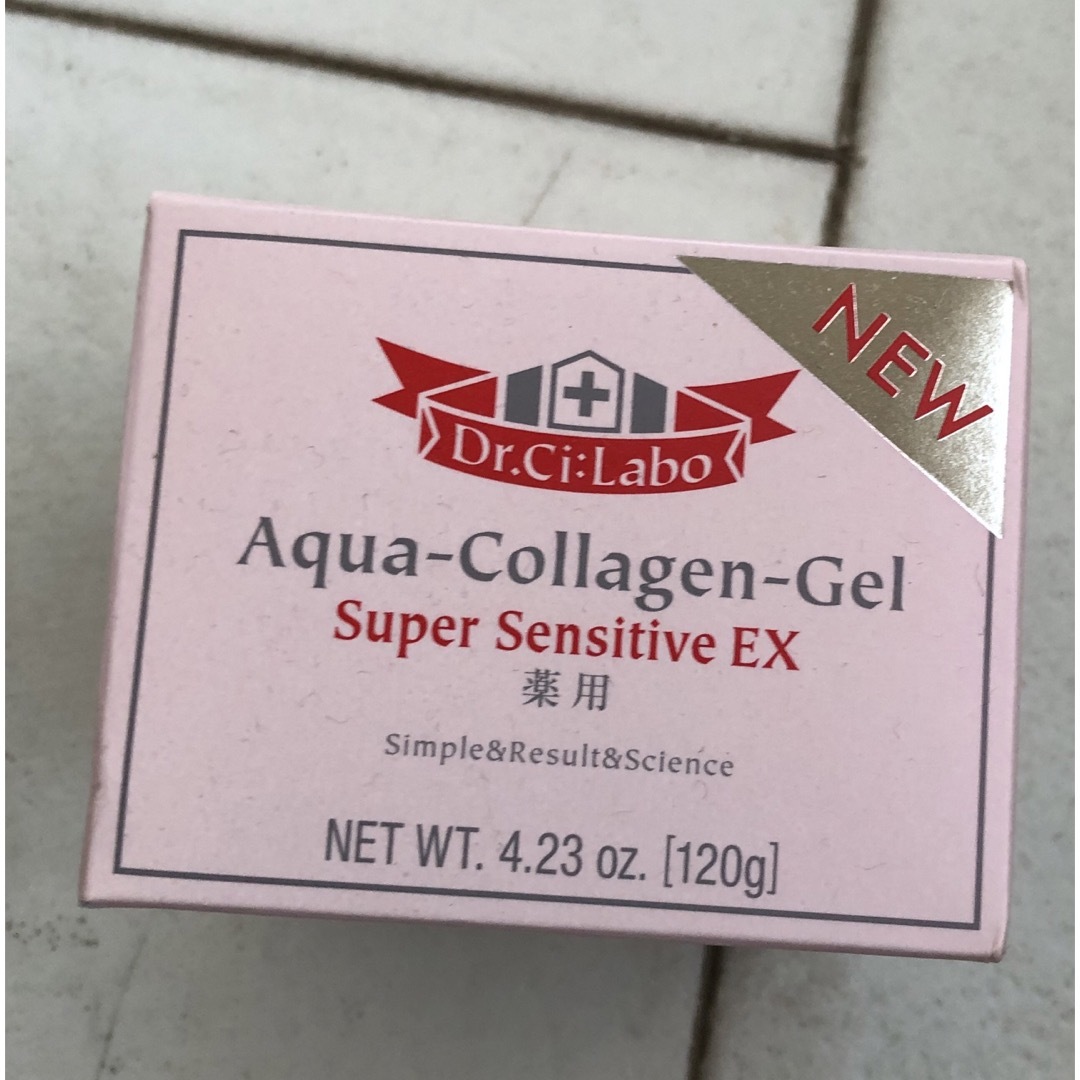 NEW
Dr.Ci:Labo
Aqua-Collagen-Gel
Super Sensitive EX
薬用
Simple&Result&Science
NET WT. 4.23 oz. [120g]